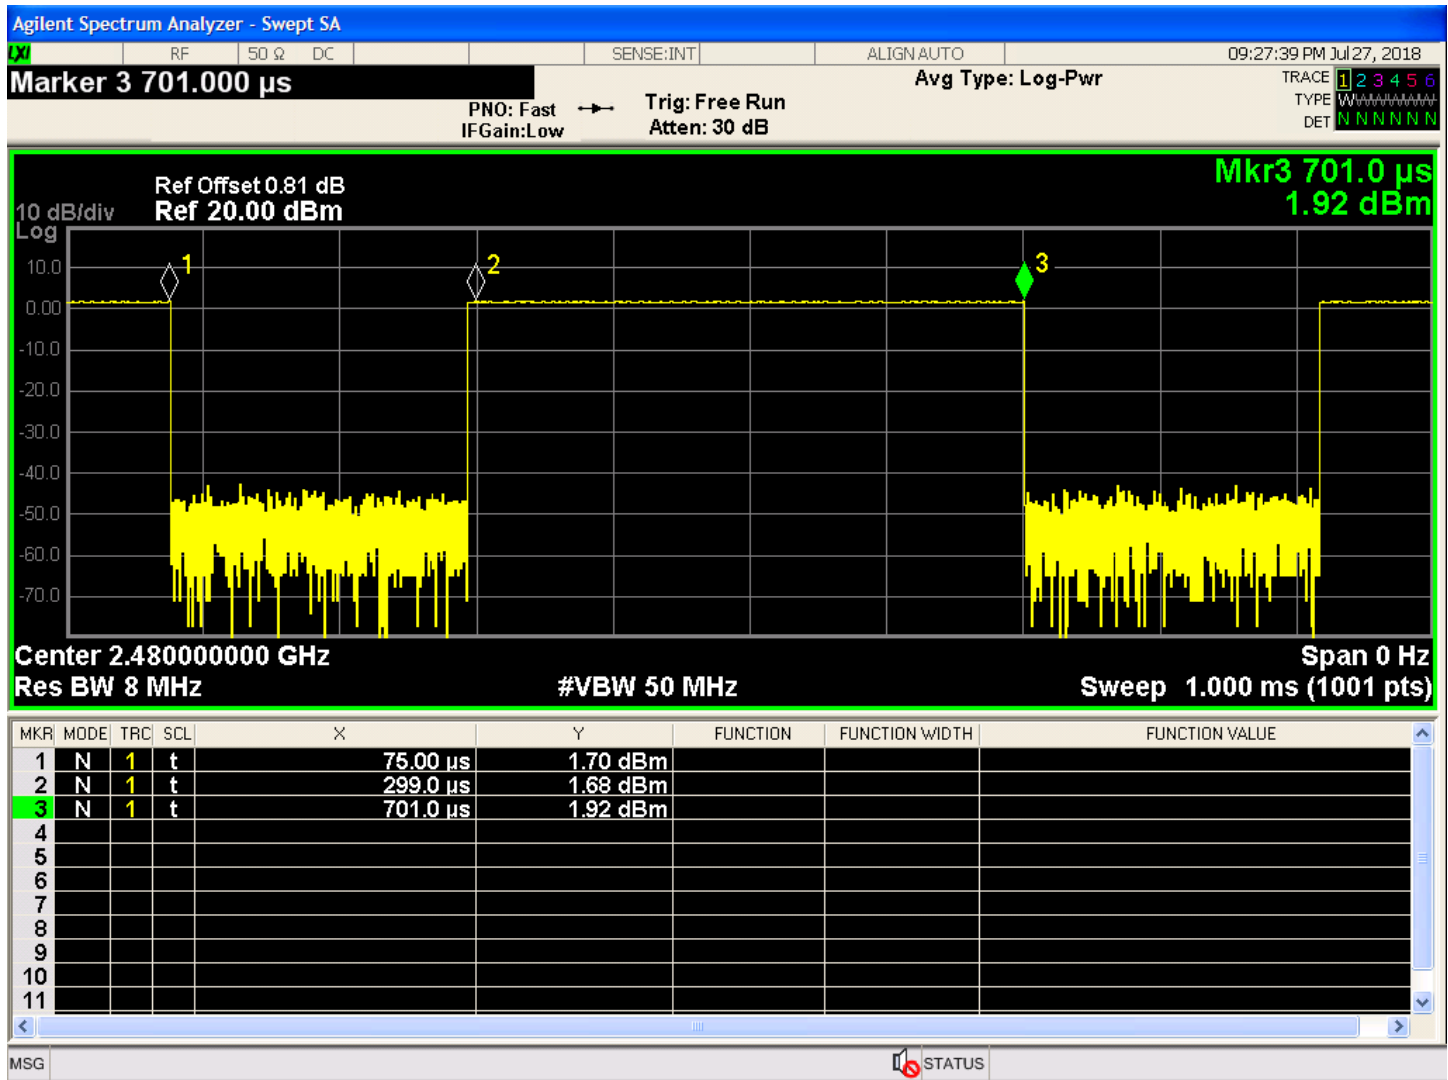 Agilent Spectrum Analyzer - Swept SA
LXI RF 50 Ω DC SENSE:INT ALIGN AUTO 09:27:39 PM Jul 27, 2018
Marker 3 701.000 µs
PNO: Fast
IFGain:Low
Trig: Free Run
Atten: 30 dB
Avg Type: Log-Pwr
TRACE 1 2 3 4 5 6
TYPE WWWWWW
DET N N N N N N
Mkr3 701.0 µs
1.92 dBm
Ref Offset 0.81 dB
10 dB/div Ref 20.00 dBm
Log
10.0
0.00
-10.0
-20.0
-30.0
-40.0
-50.0
-60.0
-70.0
1
2
3
Center 2.480000000 GHz Span 0 Hz
Res BW 8 MHz #VBW 50 MHz Sweep 1.000 ms (1001 pts)
MKR MODE TRC SCL X Y FUNCTION FUNCTION WIDTH FUNCTION VALUE
1 N 1 t 75.00 µs 1.70 dBm
2 N 1 t 299.0 µs 1.68 dBm
3 N 1 t 701.0 µs 1.92 dBm
4
5
6
7
8
9
10
11
MSG STATUS